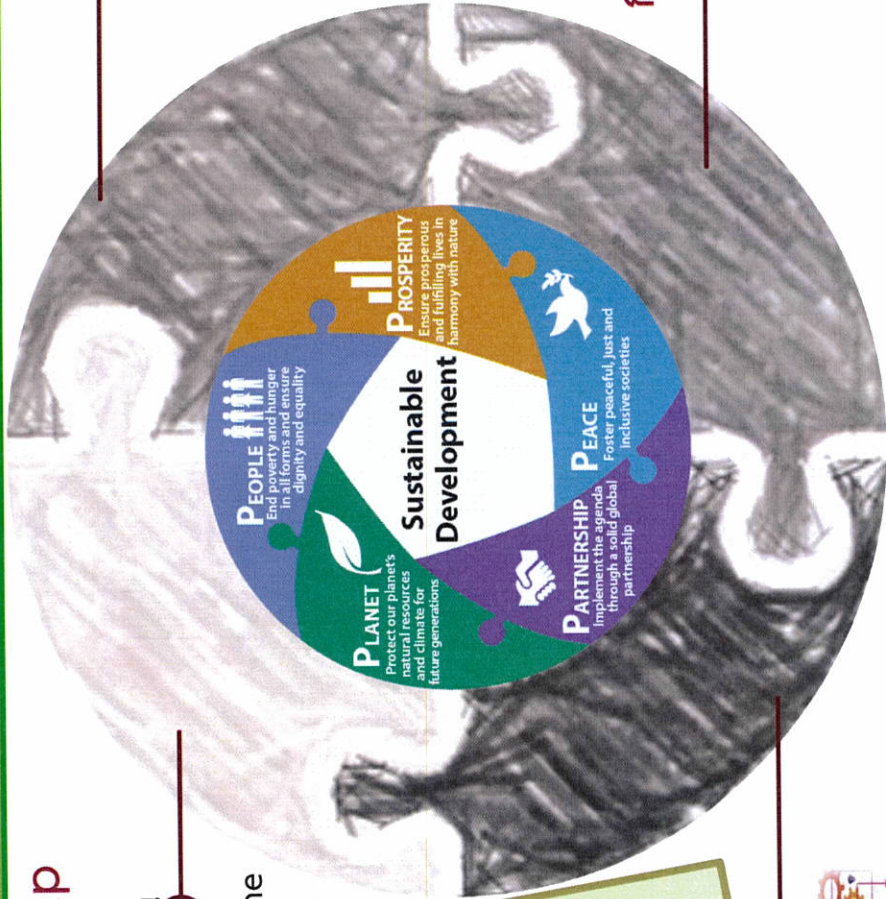 PEOPLE
End poverty and hunger
in all forms and ensure
dignity and equality
PLANET
Protect our planet's
natural resources
and climate for
future generations
PROSPERITY
Ensure prosperous
and fulfilling lives in
harmony with nature
Sustainable
Development
PARTNERSHIP
Implement the agenda
through a solid global
partnership
PEACE
Foster peaceful, just and
inclusive societies